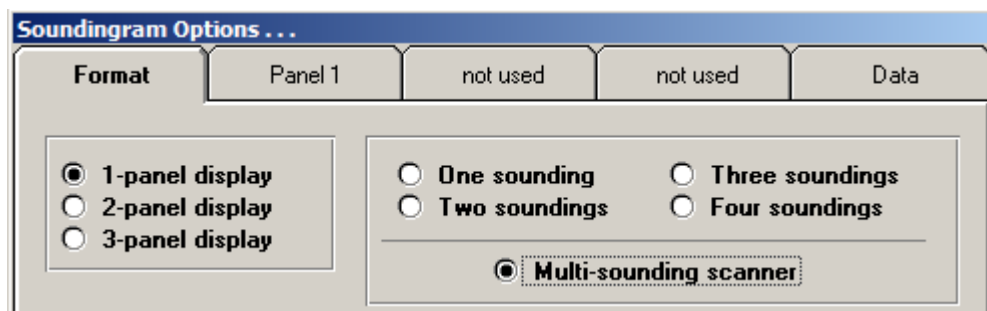 Soundingram Options . . .
Format Panel 1 not used not used Data
1-panel display
2-panel display
3-panel display
One sounding Three soundings
Two soundings Four soundings
Multi-sounding scanner